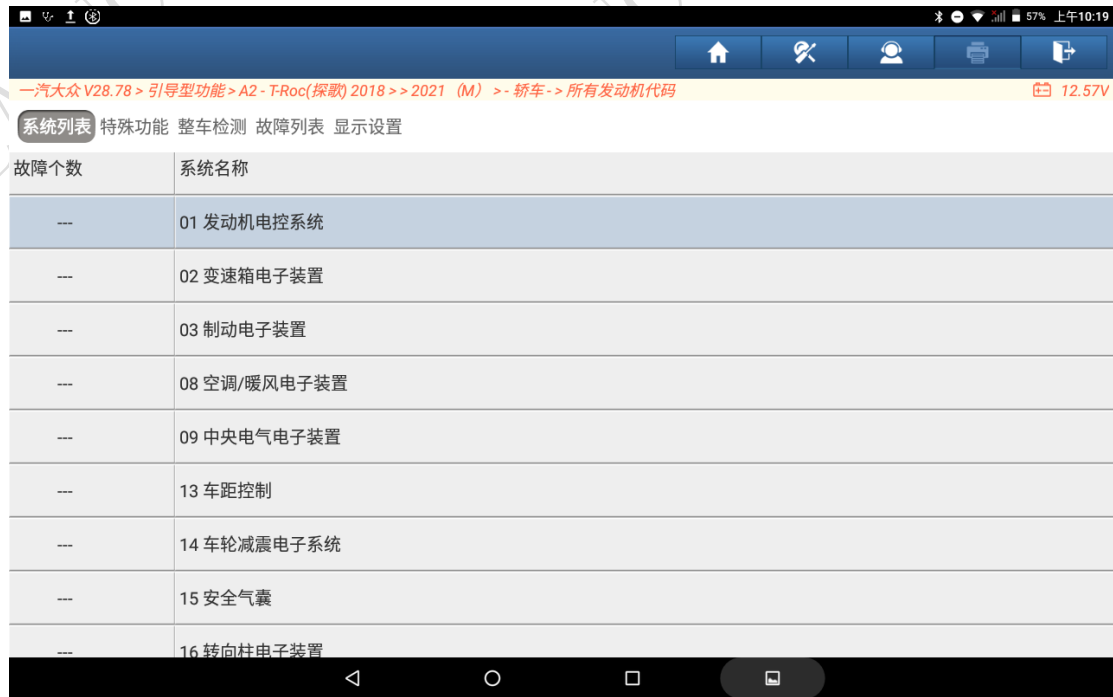 57% 上午10:19
一汽大众 V28.78 > 引导型功能 > A2 - T-Roc(探歌) 2018 > > 2021（M） > - 轿车 - > 所有发动机代码 12.57V
系统列表 特殊功能 整车检测 故障列表 显示设置
故障个数 系统名称
--- 01 发动机电控系统
--- 02 变速箱电子装置
--- 03 制动电子装置
--- 08 空调/暖风电子装置
--- 09 中央电气电子装置
--- 13 车距控制
--- 14 车轮减震电子系统
--- 15 安全气囊
--- 16 转向柱电子装置